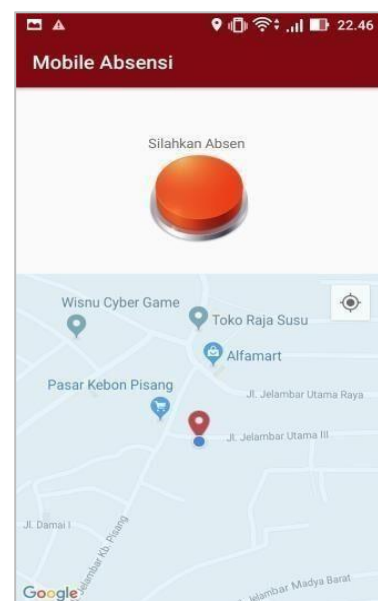 22.46
Mobile Absensi
Silahkan Absen
Wisnu Cyber Game
Toko Raja Susu
Alfamart
Pasar Kebon Pisang
Jl. Jelambar Utama Raya
Jl. Jelambar Utama III
Jl. Damai I
Jelambar Kb. Pisang
Jelambar Madya Barat
Google